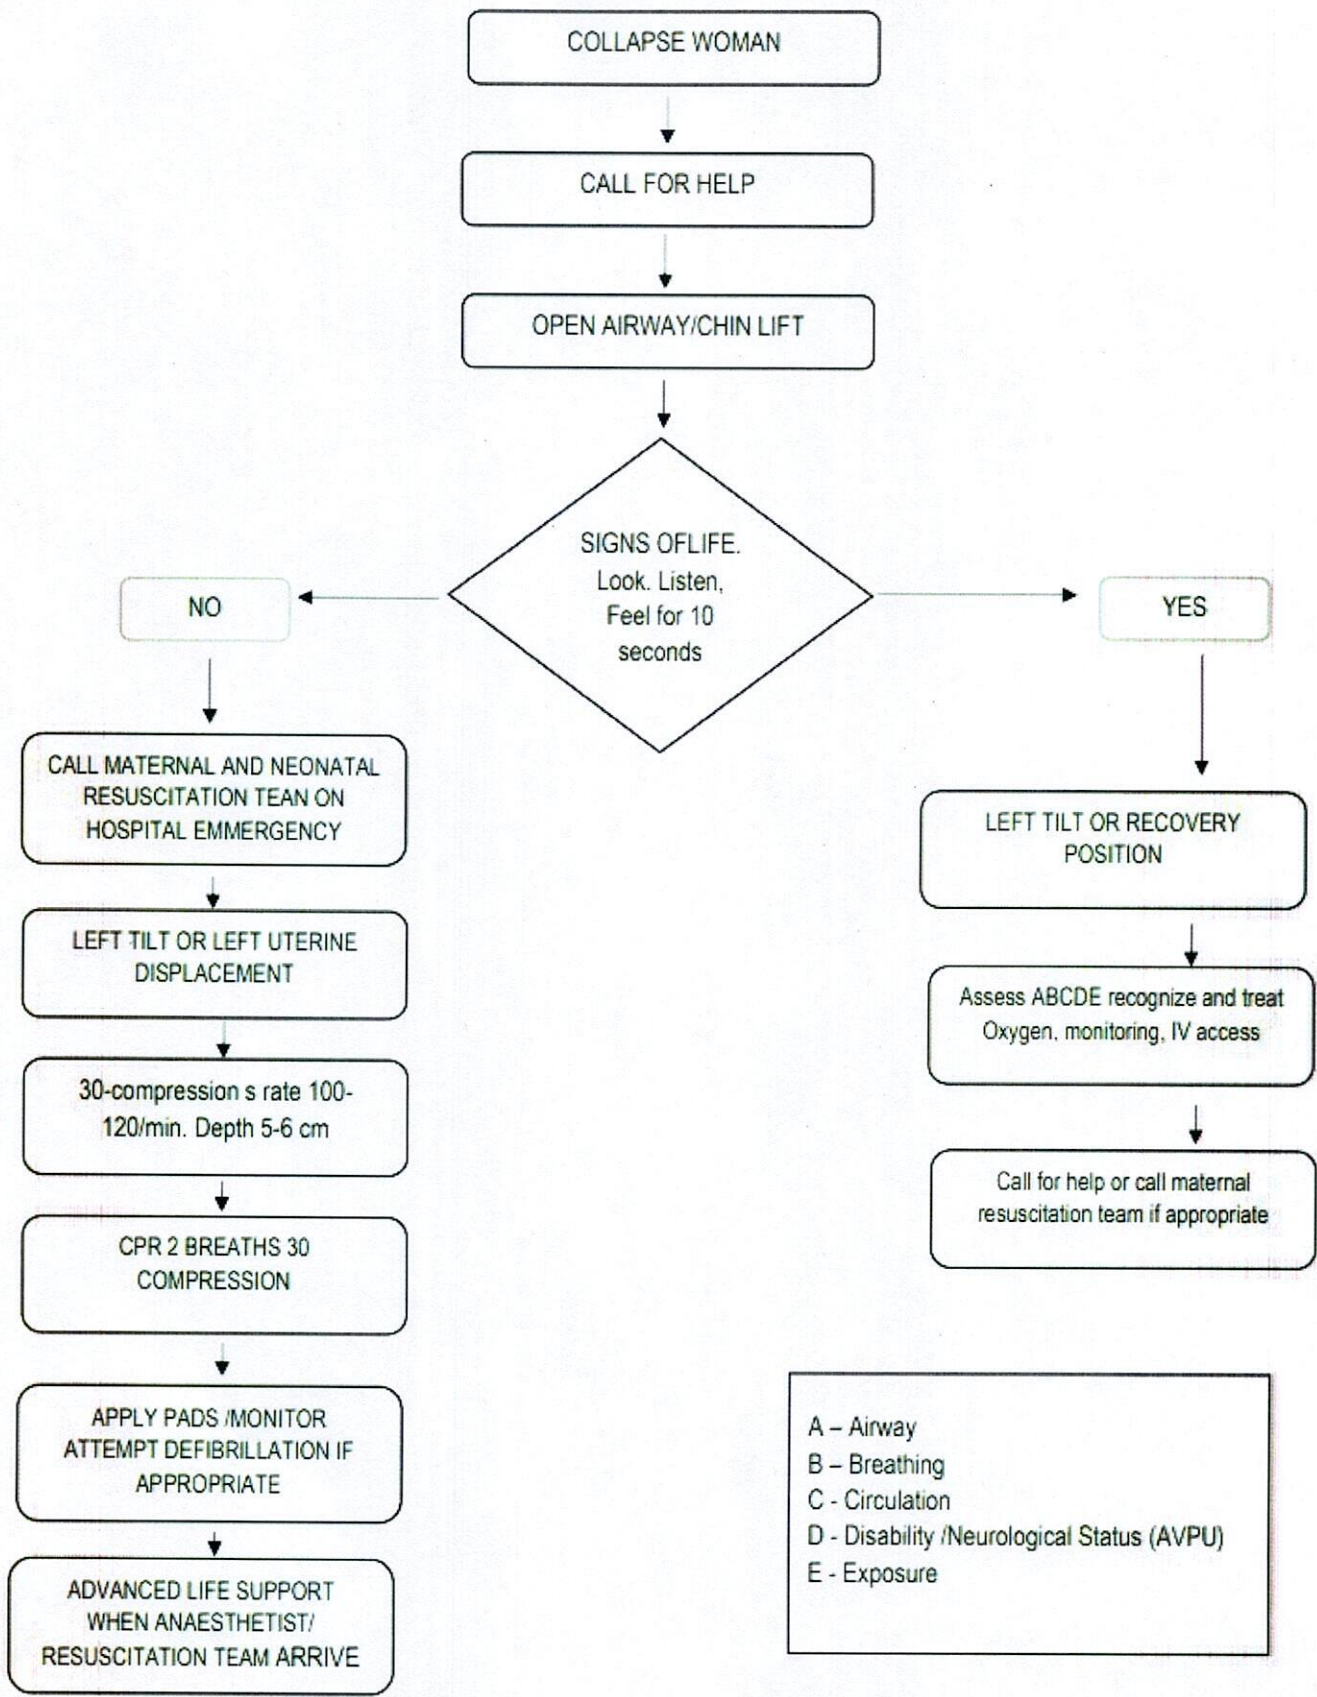 COLLAPSE WOMAN
CALL FOR HELP
OPEN AIRWAY/CHIN LIFT
SIGNS OFLIFE.
Look. Listen,
Feel for 10
seconds
NO
YES
CALL MATERNAL AND NEONATAL
RESUSCITATION TEAN ON
HOSPITAL EMMERGENCY
LEFT TILT OR LEFT UTERINE
DISPLACEMENT
30-compression s rate 100-
120/min. Depth 5-6 cm
CPR 2 BREATHS 30
COMPRESSION
APPLY PADS /MONITOR
ATTEMPT DEFIBRILLATION IF
APPROPRIATE
ADVANCED LIFE SUPPORT
WHEN ANAESTHETIST/
RESUSCITATION TEAM ARRIVE
LEFT TILT OR RECOVERY
POSITION
Assess ABCDE recognize and treat
Oxygen, monitoring, IV access
Call for help or call maternal
resuscitation team if appropriate
A – Airway
B – Breathing
C - Circulation
D - Disability /Neurological Status (AVPU)
E - Exposure